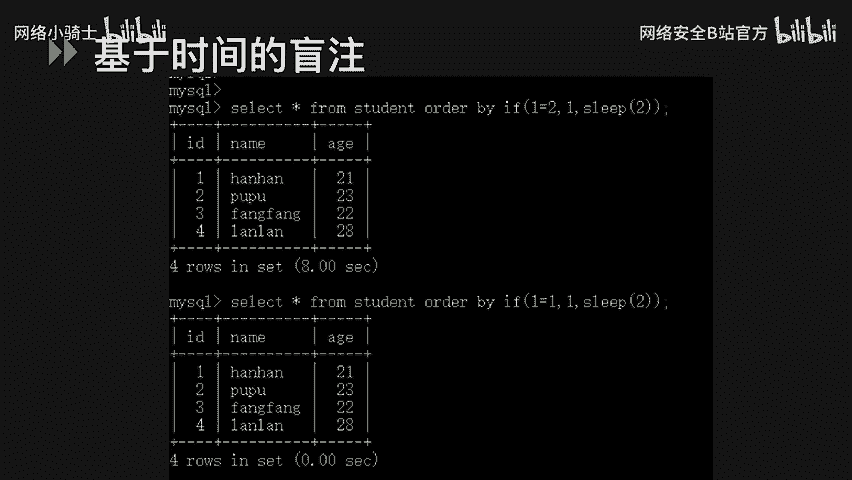 网络小骑士 bilibili
网络安全B站官方 bilibili
基于时间的盲注
mysql>
mysql> select * from student order by if(1=2,1,sleep(2));
+----+----------+-----+
| id | name     | age |
+----+----------+-----+
|  1 | hanhan   |  21 |
|  2 | pupu     |  23 |
|  3 | fangfang |  22 |
|  4 | lanlan   |  28 |
+----+----------+-----+
4 rows in set (8.00 sec)
mysql> select * from student order by if(1=1,1,sleep(2));
+----+----------+-----+
| id | name     | age |
+----+----------+-----+
|  1 | hanhan   |  21 |
|  2 | pupu     |  23 |
|  3 | fangfang |  22 |
|  4 | lanlan   |  28 |
+----+----------+-----+
4 rows in set (0.00 sec)